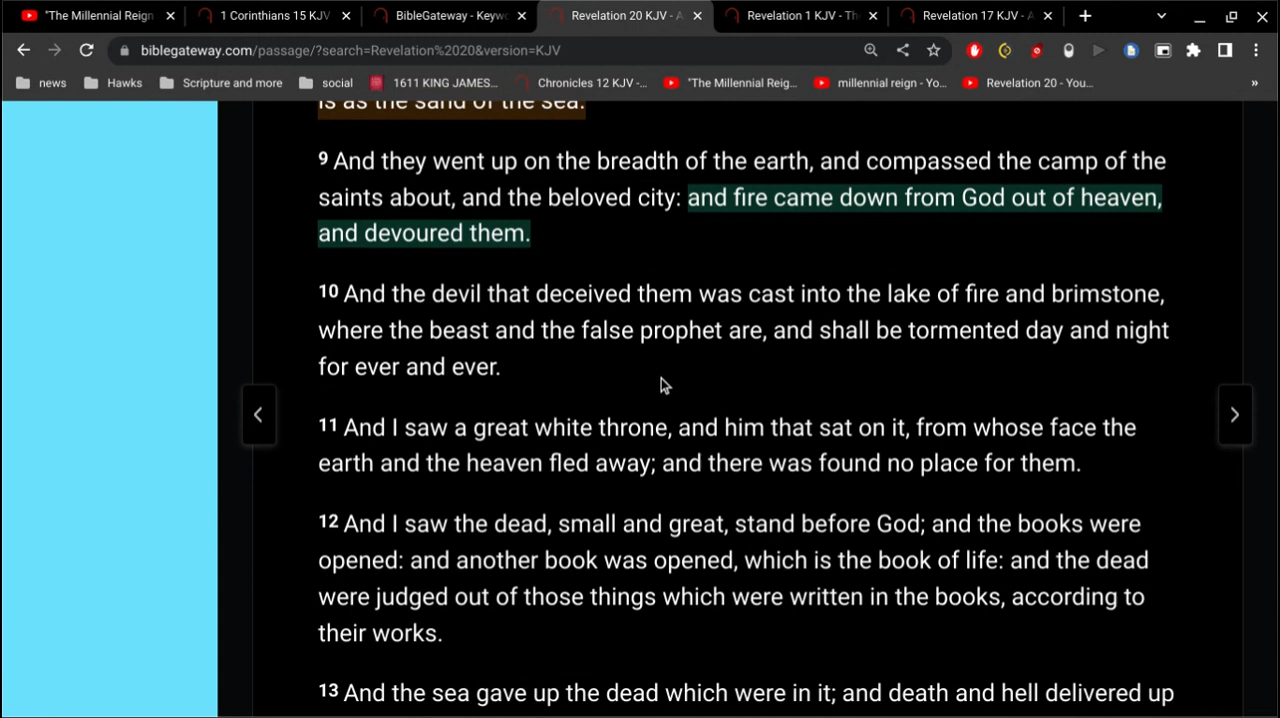 "The Millennial Reign
1 Corinthians 15 KJV
BibleGateway - Keyw
Revelation 20 KJV - A
Revelation 1 KJV - Th
Revelation 17 KJV - A
biblegateway.com/passage/?search=Revelation%2020&version=KJV
news
Hawks
Scripture and more
social
1611 KING JAMES...
Chronicles 12 KJV -...
"The Millennial Reig...
millennial reign - Yo...
Revelation 20 - You...
is as the sand of the sea.
9 And they went up on the breadth of the earth, and compassed the camp of the
saints about, and the beloved city: and fire came down from God out of heaven,
and devoured them.
10 And the devil that deceived them was cast into the lake of fire and brimstone,
where the beast and the false prophet are, and shall be tormented day and night
for ever and ever.
11 And I saw a great white throne, and him that sat on it, from whose face the
earth and the heaven fled away; and there was found no place for them.
12 And I saw the dead, small and great, stand before God; and the books were
opened: and another book was opened, which is the book of life: and the dead
were judged out of those things which were written in the books, according to
their works.
13 And the sea gave up the dead which were in it; and death and hell delivered up